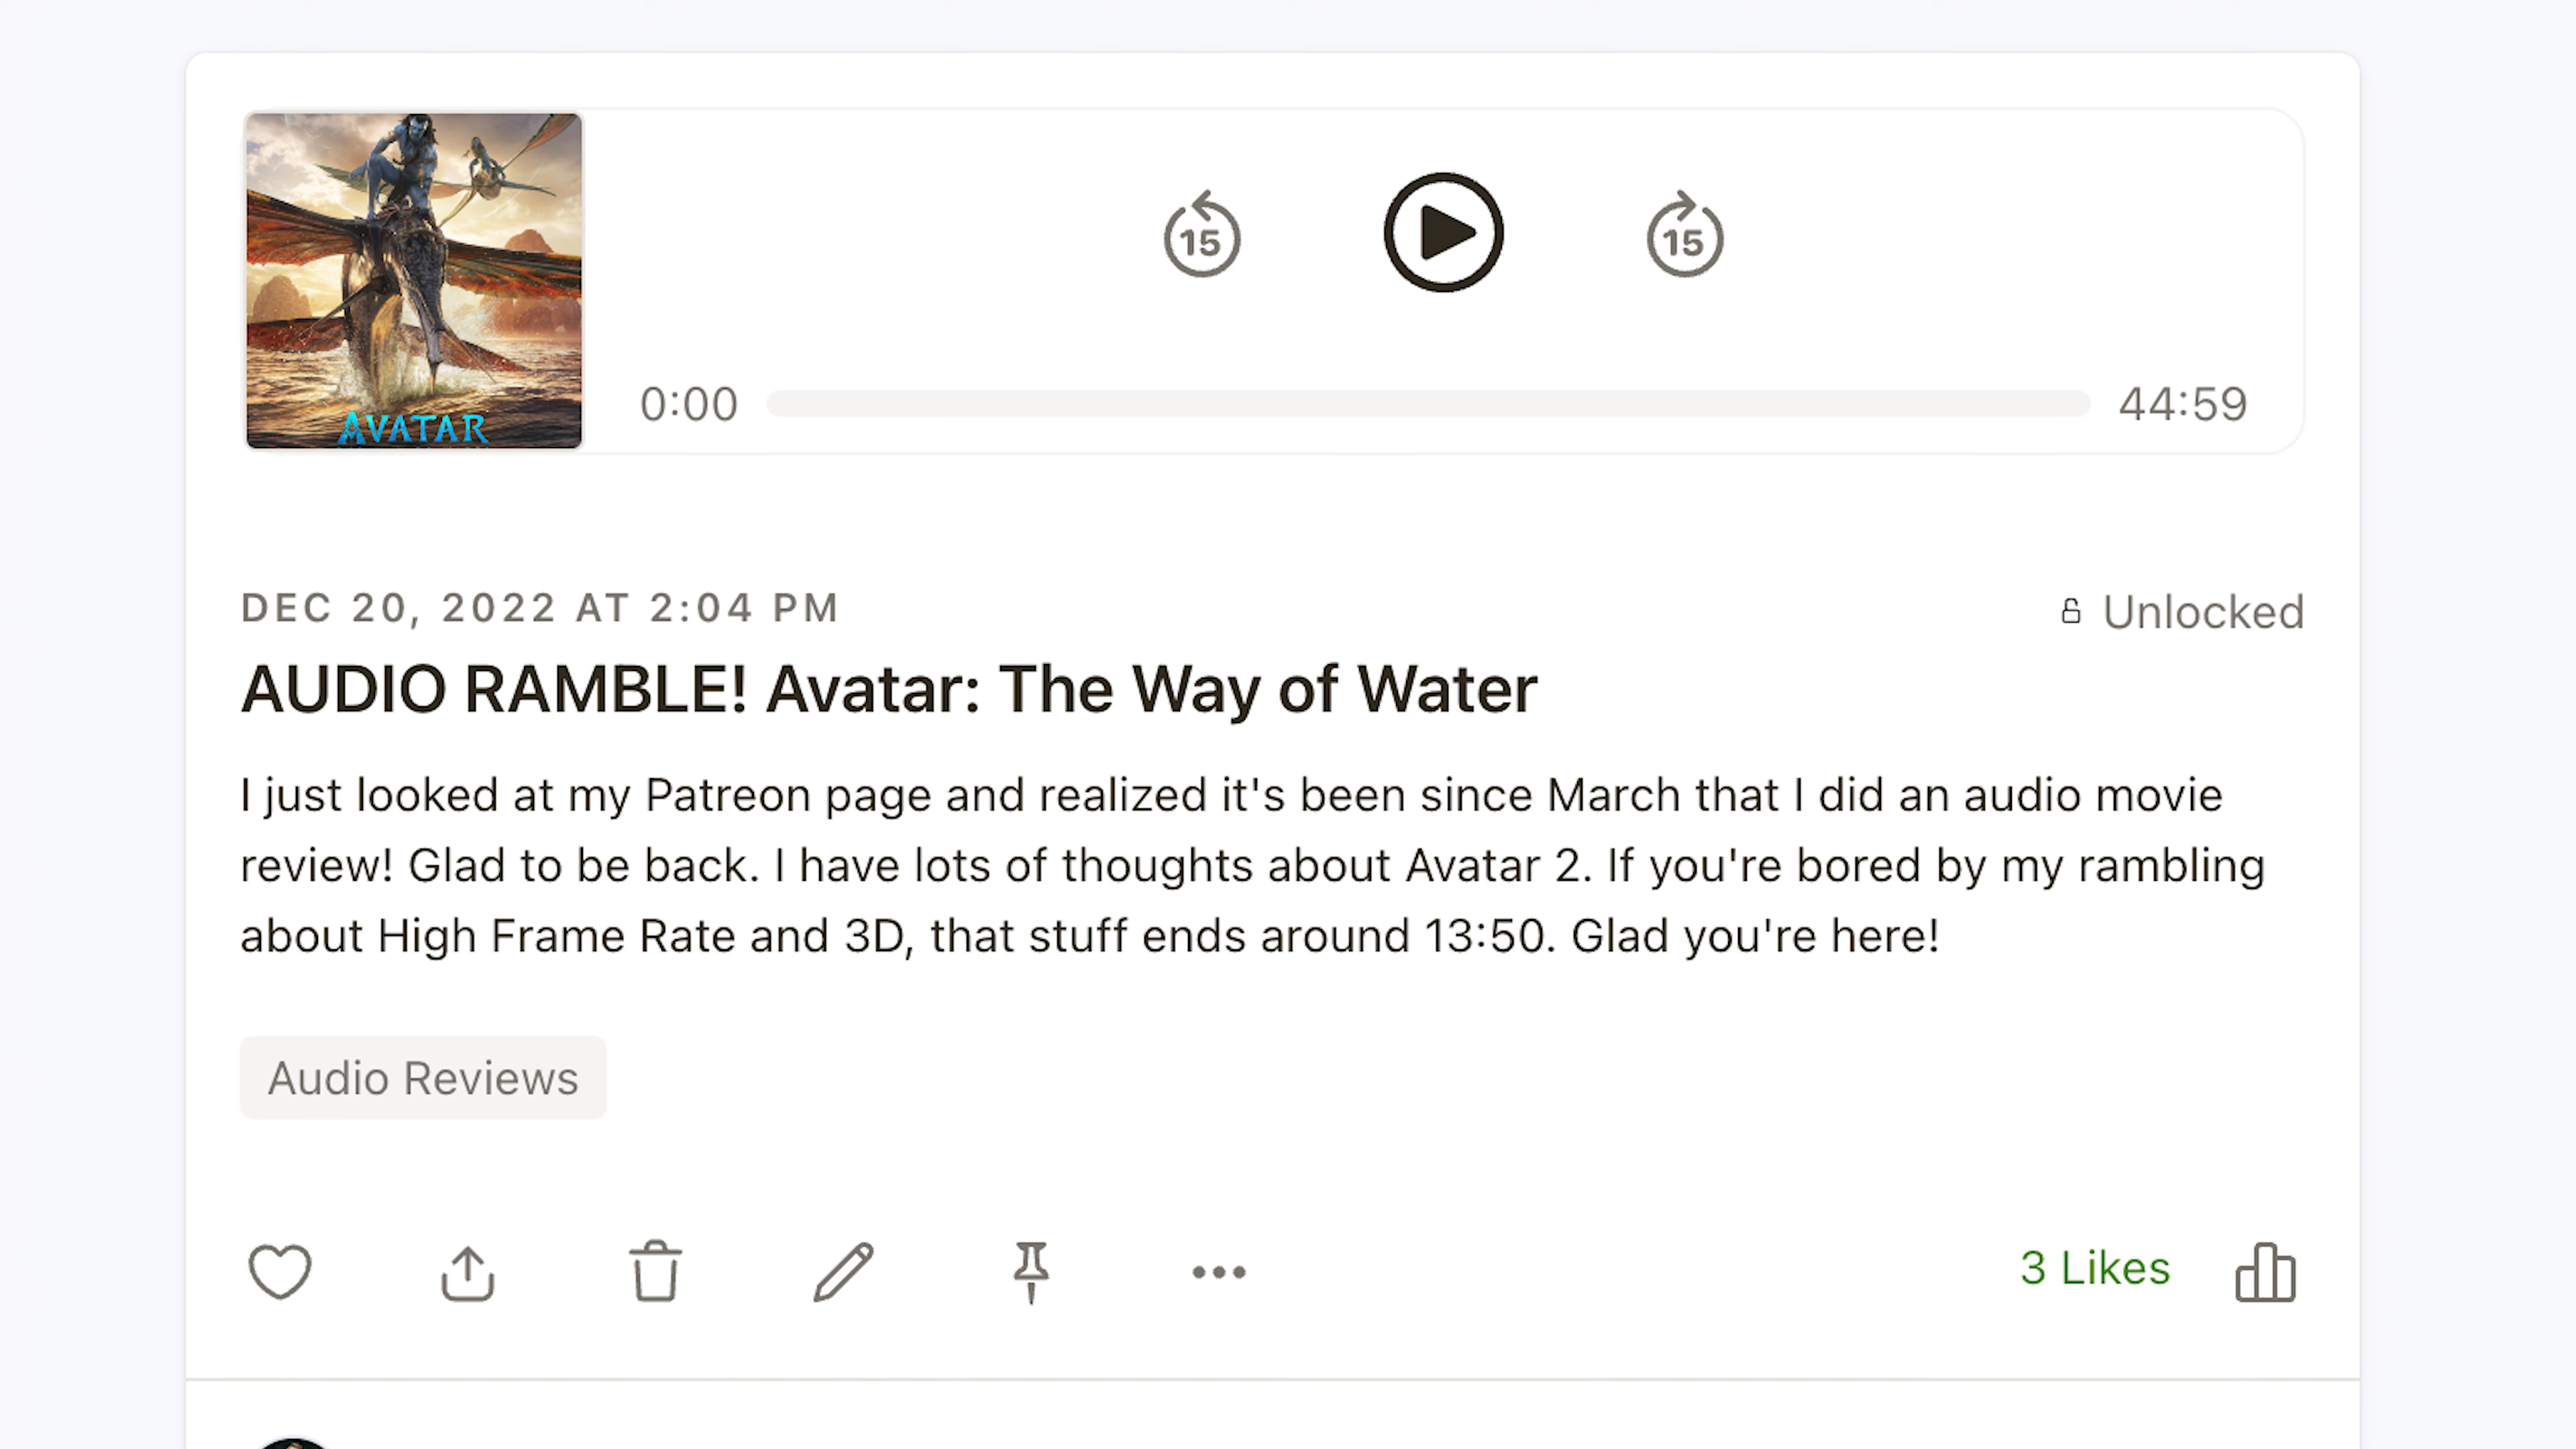 AVATAR
15
15
0:00
44:59
DEC 20, 2022 AT 2:04 PM
Unlocked
AUDIO RAMBLE! Avatar: The Way of Water
I just looked at my Patreon page and realized it's been since March that I did an audio movie
review! Glad to be back. I have lots of thoughts about Avatar 2. If you're bored by my rambling
about High Frame Rate and 3D, that stuff ends around 13:50. Glad you're here!
Audio Reviews
3 Likes